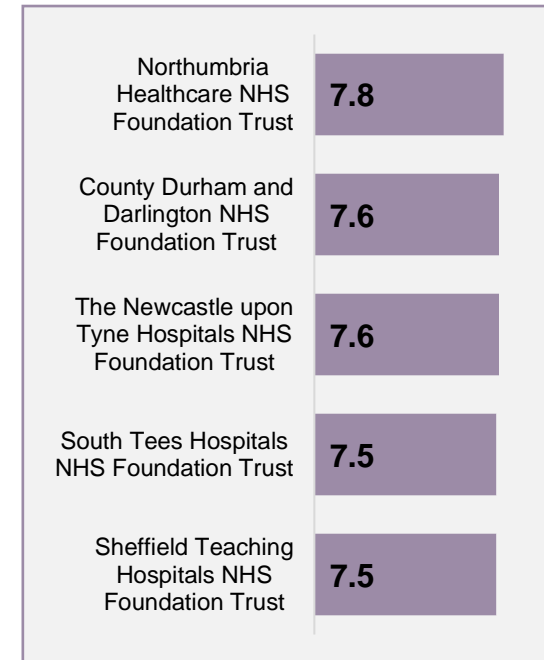 Northumbria
Healthcare NHS
Foundation Trust
7.8
County Durham and
Darlington NHS
Foundation Trust
7.6
The Newcastle upon
Tyne Hospitals NHS
Foundation Trust
7.6
South Tees Hospitals
NHS Foundation Trust
7.5
Sheffield Teaching
Hospitals NHS
Foundation Trust
7.5